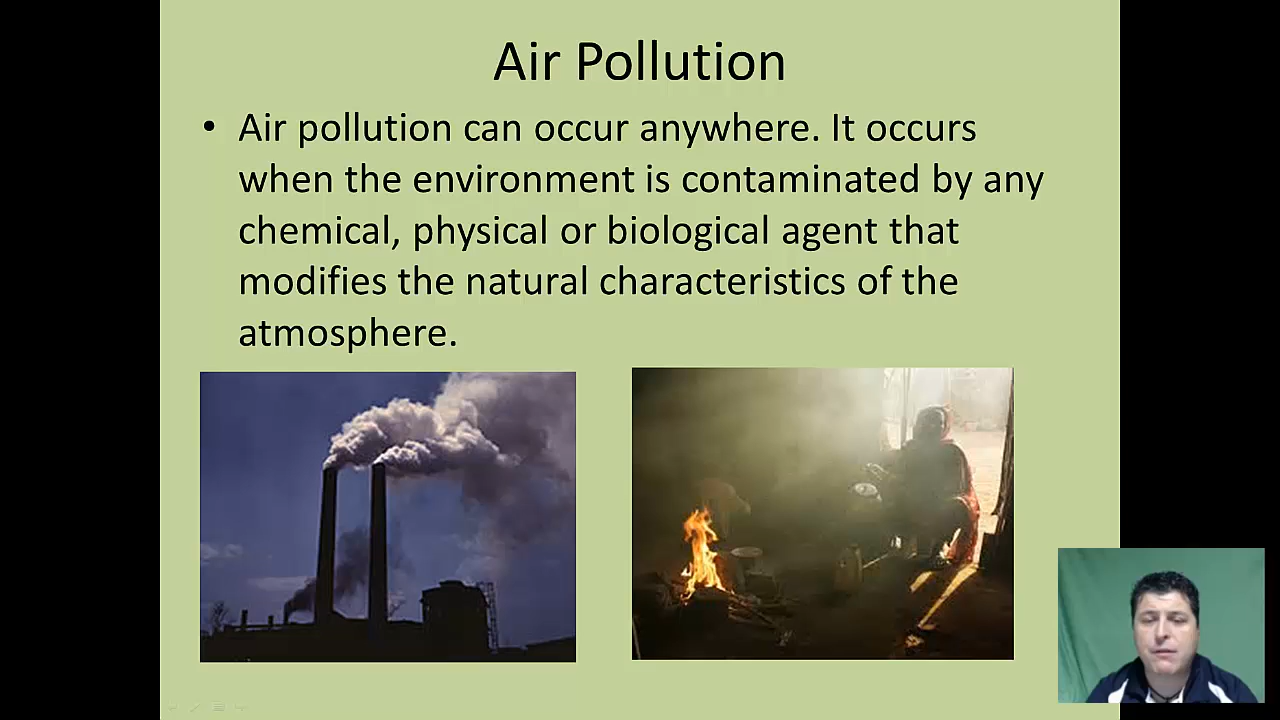 Air Pollution
• Air pollution can occur anywhere. It occurs
when the environment is contaminated by any
chemical, physical or biological agent that
modifies the natural characteristics of the
atmosphere.